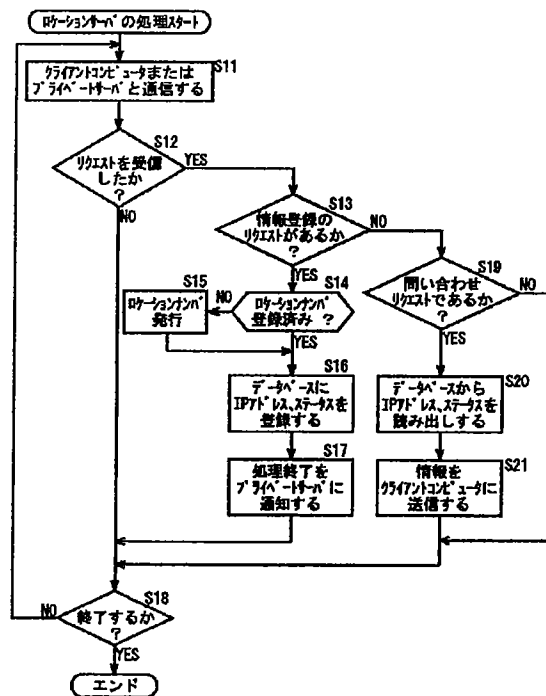 ロケーションサーバの処理スタート
S11
クライアントコンピュータまたは
プライベートサーバと通信する
S12
リクエストを受信
したか
?
YES
NO
S13
情報登録の
リクエストがあるか
?
NO
YES
S15
ロケーションナンバ
発行
NO
S14
ロケーションナンバ
登録済み ?
YES
S19
問い合わせ
リクエストであるか
?
NO
YES
S16
データベースに
IPアドレス、ステータスを
登録する
S20
データベースから
IPアドレス、ステータスを
読み出しする
S17
処理終了を
プライベートサーバに
通知する
S21
情報を
クライアントコンピュータに
送信する
S18
終了するか
?
NO
YES
エンド